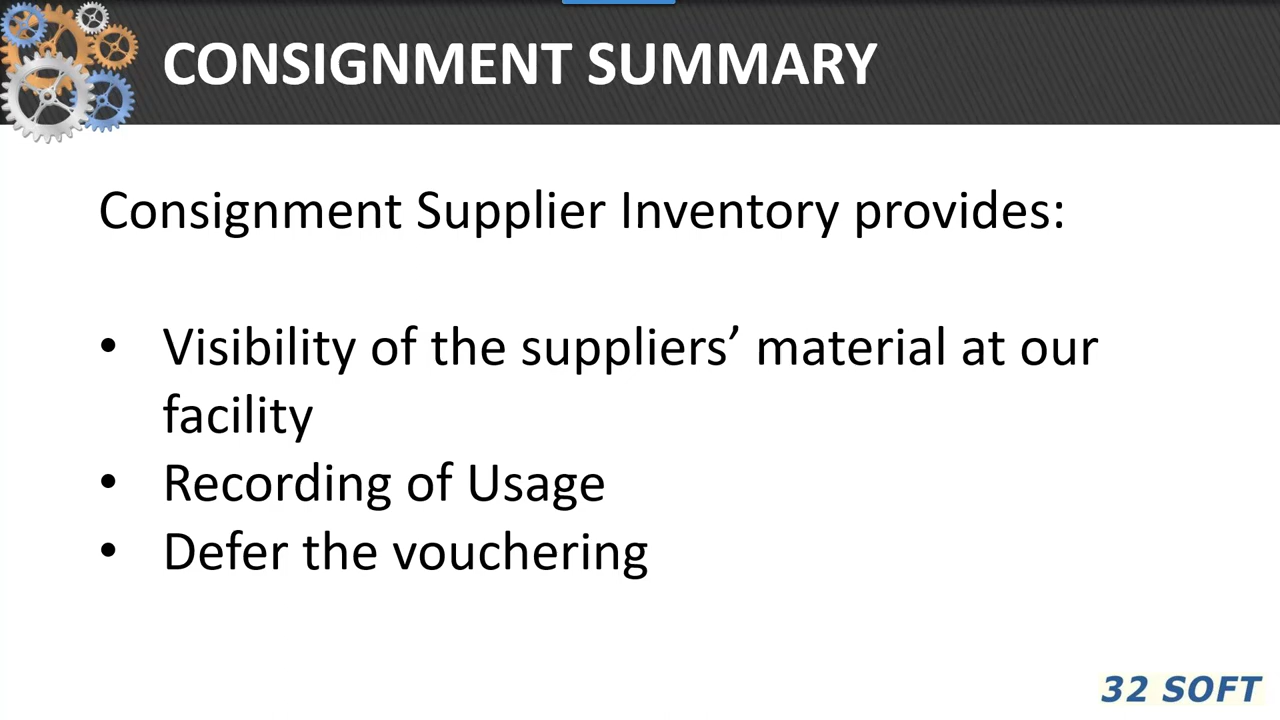 CONSIGNMENT SUMMARY
Consignment Supplier Inventory provides:
• Visibility of the suppliers’ material at our
facility
• Recording of Usage
• Defer the vouchering
32 SOFT